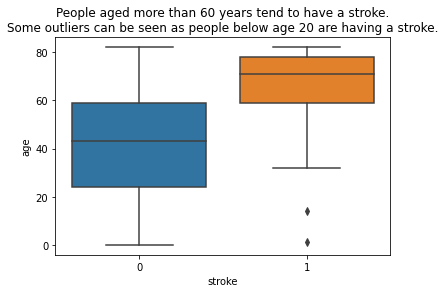 People aged more than 60 years tend to have a stroke.
Some outliers can be seen as people below age 20 are having a stroke.
80
60
40
20
0
age
0 1
stroke